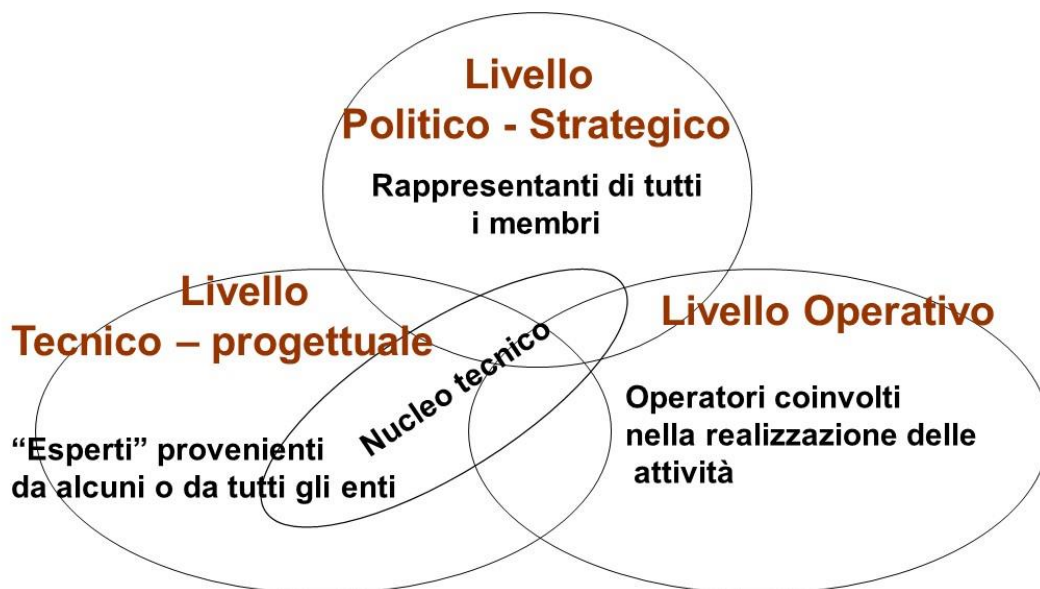 Livello
Politico - Strategico
Rappresentanti di tutti
i membri
Livello
Tecnico – progettuale
“Esperti” provenienti
da alcuni o da tutti gli enti
Nucleo tecnico
Livello Operativo
Operatori coinvolti
nella realizzazione delle
attività